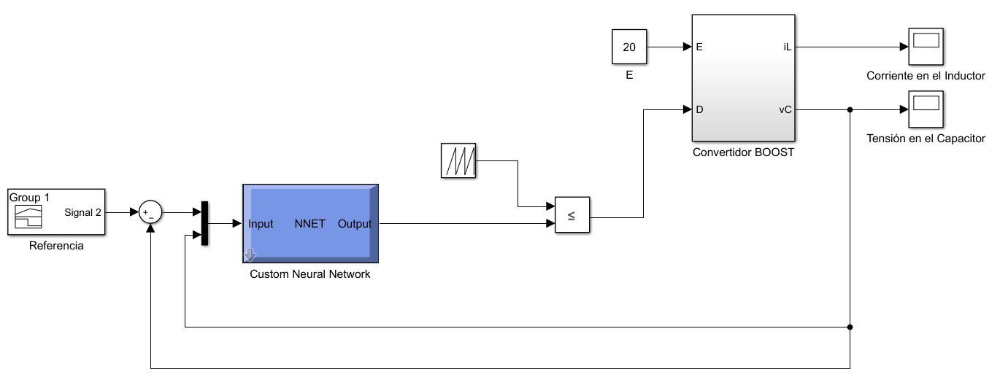 20
E
E
iL
D
vC
Convertidor BOOST
Corriente en el Inductor
Tensión en el Capacitor
Group 1
Signal 2
Referencia
+
−
Input
NNET
Output
Custom Neural Network
≤